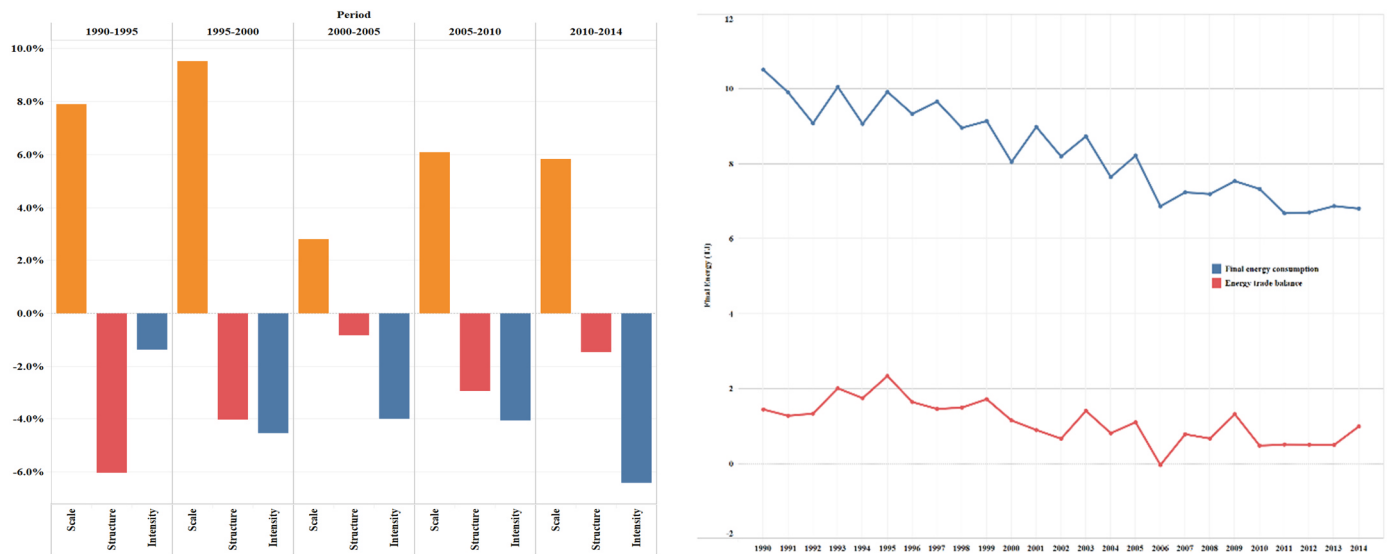 Period
1990-1995 1995-2000 2000-2005 2005-2010 2010-2014
10.0%
8.0%
6.0%
4.0%
2.0%
0.0%
-2.0%
-4.0%
-6.0%
Scale Structure Intensity Scale Structure Intensity Scale Structure Intensity Scale Structure Intensity Scale Structure Intensity
12
10
8
6
4
2
0
-2
Final Energy (TJ)
Final energy consumption
Energy trade balance
1990 1991 1992 1993 1994 1995 1996 1997 1998 1999 2000 2001 2002 2003 2004 2005 2006 2007 2008 2009 2010 2011 2012 2013 2014